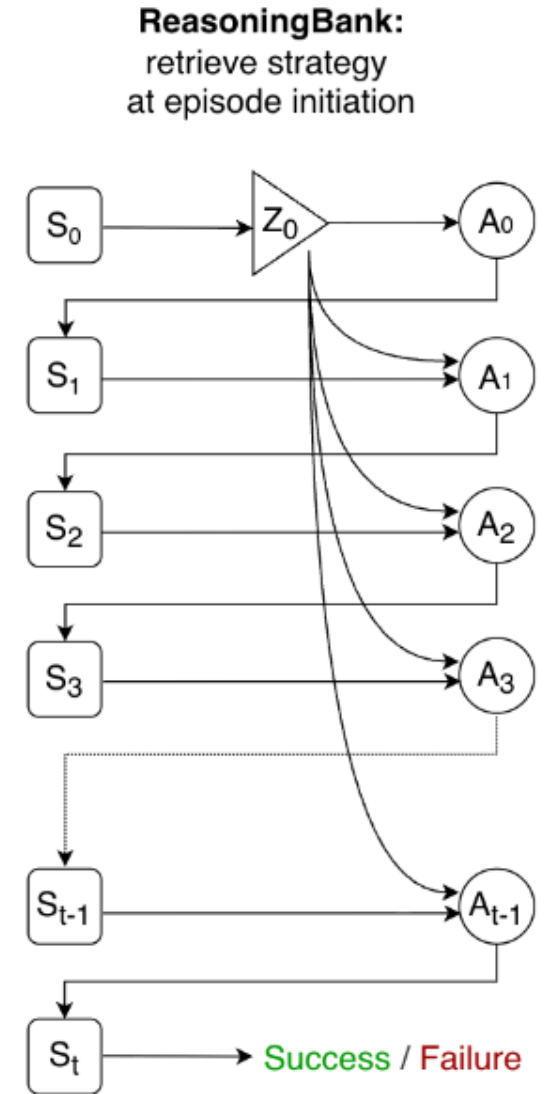 ReasoningBank:
retrieve strategy
at episode initiation
S₀ Z₀ A₀
S₁ A₁
S₂ A₂
S₃ A₃
Sₜ₋₁ Aₜ₋₁
Sₜ Success / Failure